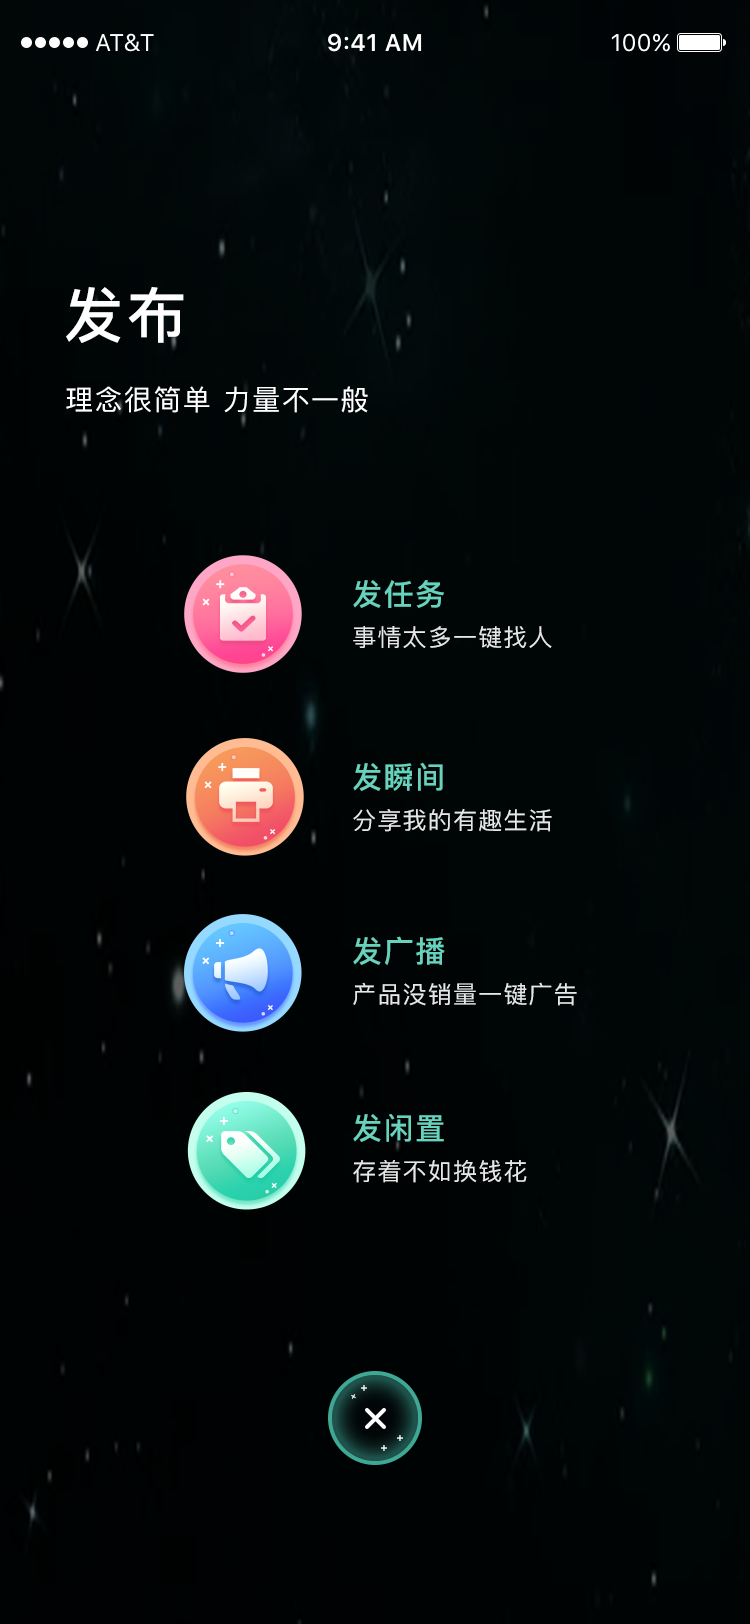 AT&T 9:41 AM 100%
发布
理念很简单 力量不一般
发任务
事情太多一键找人
发瞬间
分享我的有趣生活
发广播
产品没销量一键广告
发闲置
存着不如换钱花